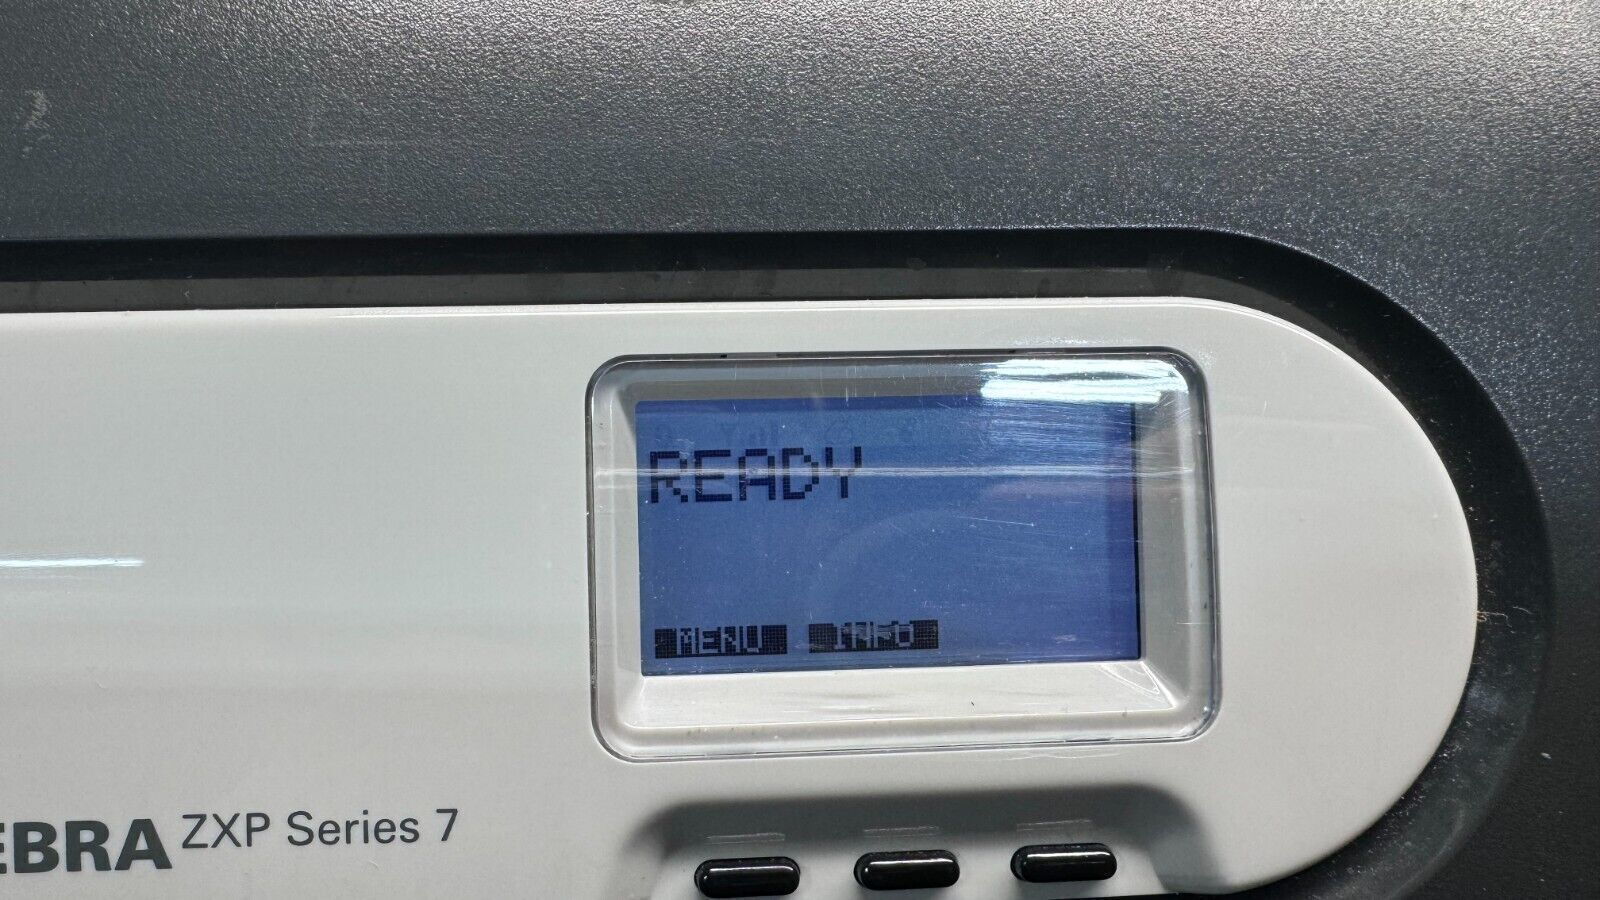 READY
MENU INFO
EBRA ZXP Series 7